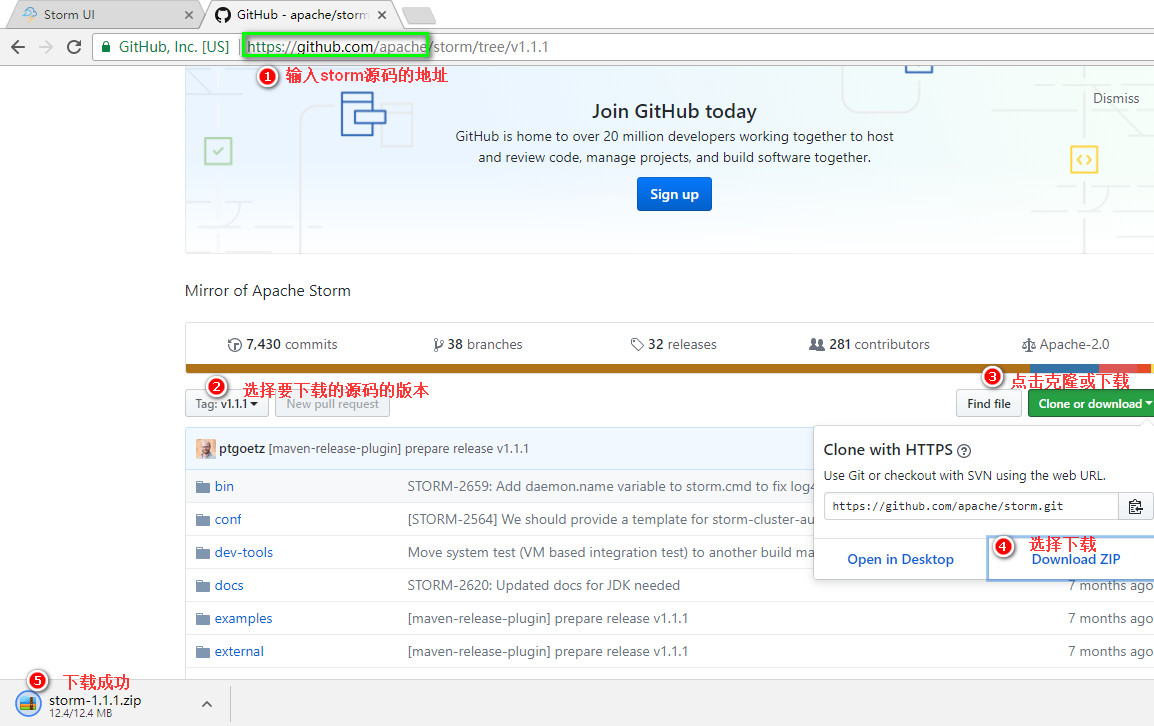 Storm UI
GitHub - apache/storm
GitHub, Inc. [US]
https://github.com/apache/storm/tree/v1.1.1
1 输入storm源码的地址
Dismiss
Join GitHub today
GitHub is home to over 20 million developers working together to host
and review code, manage projects, and build software together.
Sign up
Mirror of Apache Storm
7,430 commits
38 branches
32 releases
281 contributors
Apache-2.0
2 选择要下载的源码的版本
3 点击克隆或下载
Tag: v1.1.1
New pull request
Find file
Clone or download
ptgoetz [maven-release-plugin] prepare release v1.1.1
Clone with HTTPS
Use Git or checkout with SVN using the web URL.
https://github.com/apache/storm.git
4 选择下载
Open in Desktop
Download ZIP
bin
STORM-2659: Add daemon.name variable to storm.cmd to fix log4
conf
[STORM-2564] We should provide a template for storm-cluster-au
dev-tools
Move system test (VM based integration test) to another build ma
docs
STORM-2620: Updated docs for JDK needed
7 months ago
examples
[maven-release-plugin] prepare release v1.1.1
7 months ago
external
[maven-release-plugin] prepare release v1.1.1
7 months ago
5 下载成功
storm-1.1.1.zip
12.4/12.4 MB